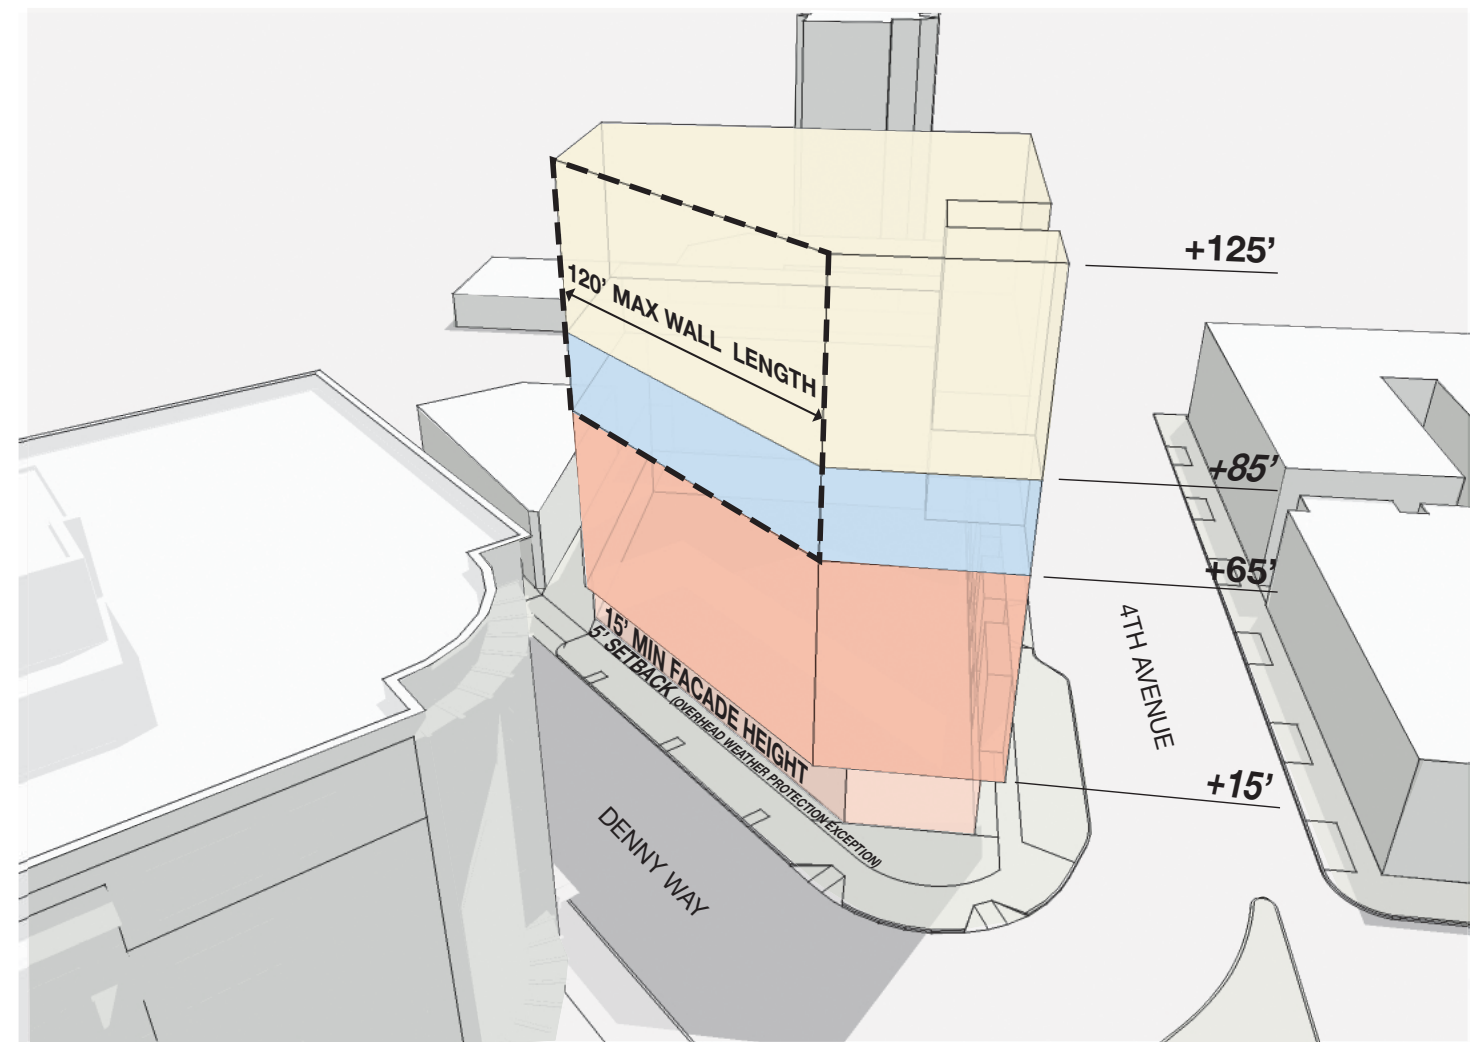 +125’
120’ MAX WALL LENGTH
+85’
+65’
4TH AVENUE
15’ MIN FACADE HEIGHT
5’ SETBACK (OVERHEAD WEATHER PROTECTION EXCEPTION)
+15’
DENNY WAY